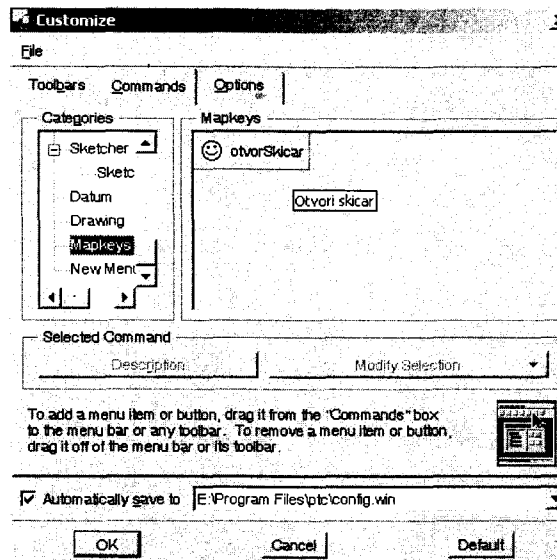 Customize
File
Toolbars Commands Options
Categories
Sketcher
Sketc
Datum
Drawing
Mapkeys
New Menu
Mapkeys
otvorSkicar
Otvori skicar
Selected Command
Description Modify Selection
To add a menu item or button, drag it from the "Commands" box
to the menu bar or any toolbar. To remove a menu item or button,
drag it off of the menu bar or its toolbar.
Automatically save to E:\Program Files\ptc\config.win
OK Cancel Default